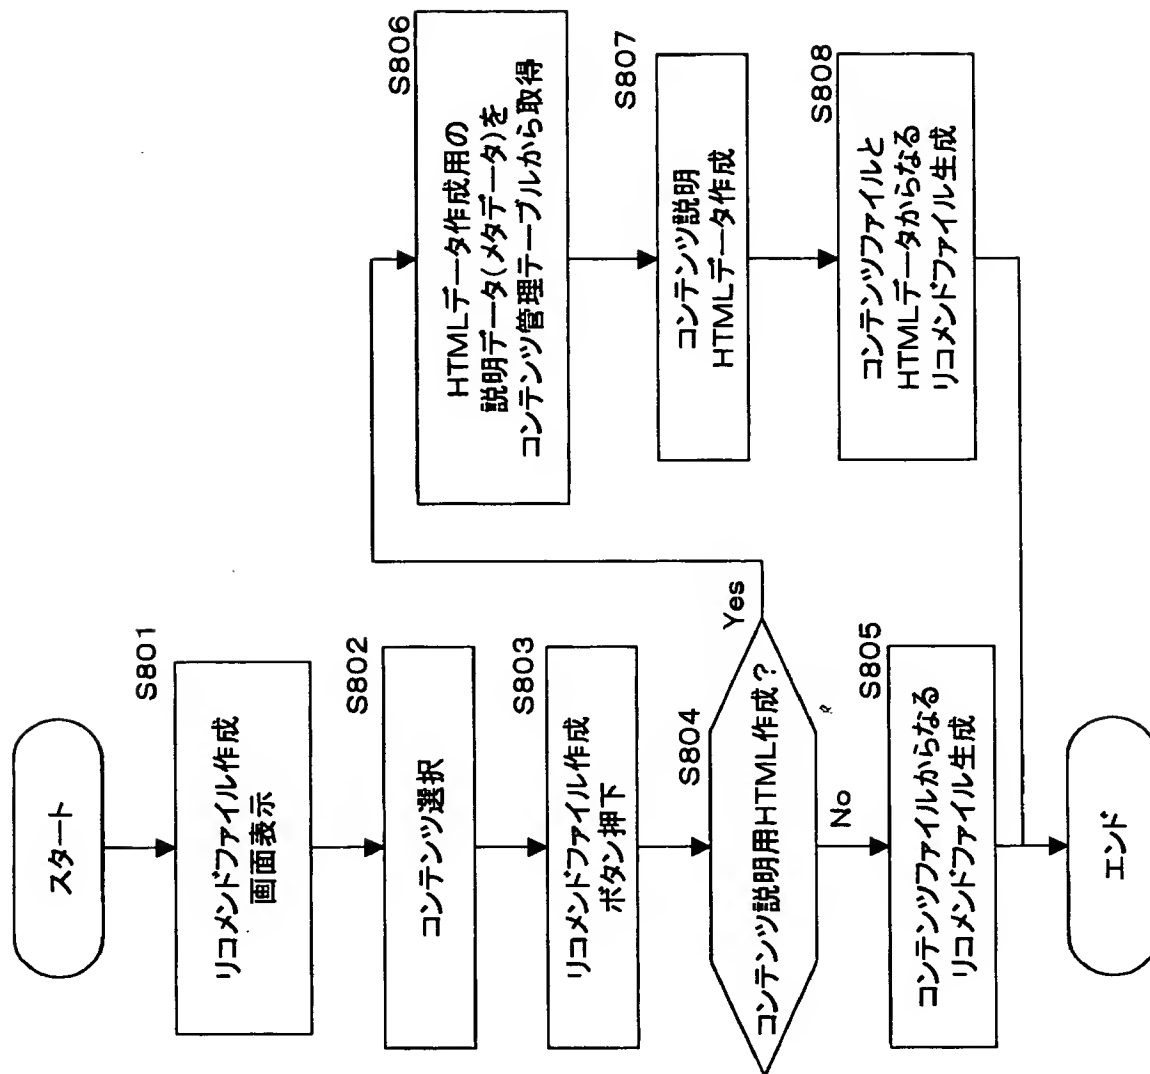 スタート
S801
リコメンドファイル作成
画面表示
S802
コンテンツ選択
S803
リコメンドファイル作成
ボタン押下
S804
コンテンツ説明用HTML作成?
Yes
No
S805
コンテンツファイルからなる
リコメンドファイル生成
S806
HTMLデータ作成用の
説明データ(メタデータ)を
コンテンツ管理テーブルから取得
S807
コンテンツ説明
HTMLデータ作成
S808
コンテンツファイルと
HTMLデータからなる
リコメンドファイル生成
エンド